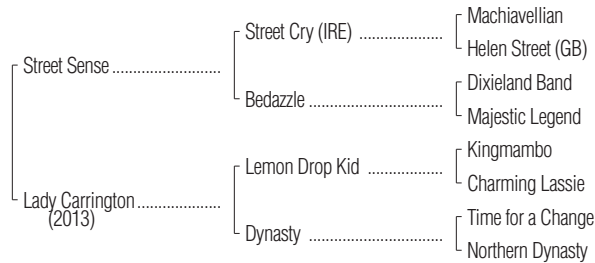 Machiavellian
Street Cry (IRE) ....................
Helen Street (GB)
Street Sense ..........................
Dixieland Band
Bedazzle ................................
Majestic Legend
Kingmambo
Lemon Drop Kid ..................
Charming Lassie
Lady Carrington ....................
(2013)
Time for a Change
Dynasty ................................
Northern Dynasty